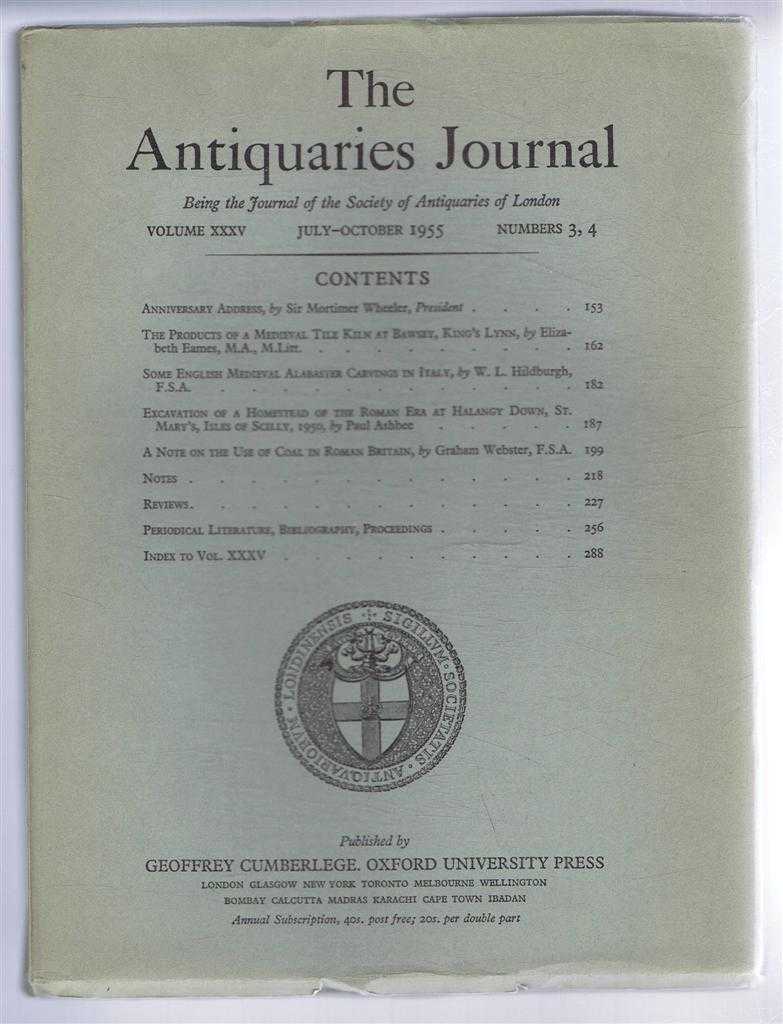 The
Antiquaries Journal
Being the Journal of the Society of Antiquaries of London
VOLUME XXXV JULY–OCTOBER 1955 NUMBERS 3, 4
CONTENTS
ANNIVERSARY ADDRESS, by Sir Mortimer Wheeler, President . . . . 153
THE PRODUCTS OF A MEDIEVAL TILE KILN AT BAWSEY, KING'S LYNN, by Eliza-
beth Eames, M.A., M.Litt. . . . . . . . . . . 162
SOME ENGLISH MEDIEVAL ALABASTER CARVINGS IN ITALY, by W. L. Hildburgh,
F.S.A. . . . . . . . . . . . . . . 182
EXCAVATION OF A HOMESTEAD OF THE ROMAN ERA AT HALANGY DOWN, ST.
MARY'S, ISLES OF SCILLY, 1950, by Paul Ashbee . . . . . 187
A NOTE ON THE USE OF COAL IN ROMAN BRITAIN, by Graham Webster, F.S.A. 199
NOTES . . . . . . . . . . . . . 218
REVIEWS. . . . . . . . . . . . . 227
PERIODICAL LITERATURE, BIBLIOGRAPHY, PROCEEDINGS . . . . . 256
INDEX TO VOL. XXXV . . . . . . . . . . 288
SIGILLVM · SOCIETATIS · ANTIQVARIORVM · LONDINENSIS
Published by
GEOFFREY CUMBERLEGE. OXFORD UNIVERSITY PRESS
LONDON GLASGOW NEW YORK TORONTO MELBOURNE WELLINGTON
BOMBAY CALCUTTA MADRAS KARACHI CAPE TOWN IBADAN
Annual Subscription, 40s. post free; 20s. per double part